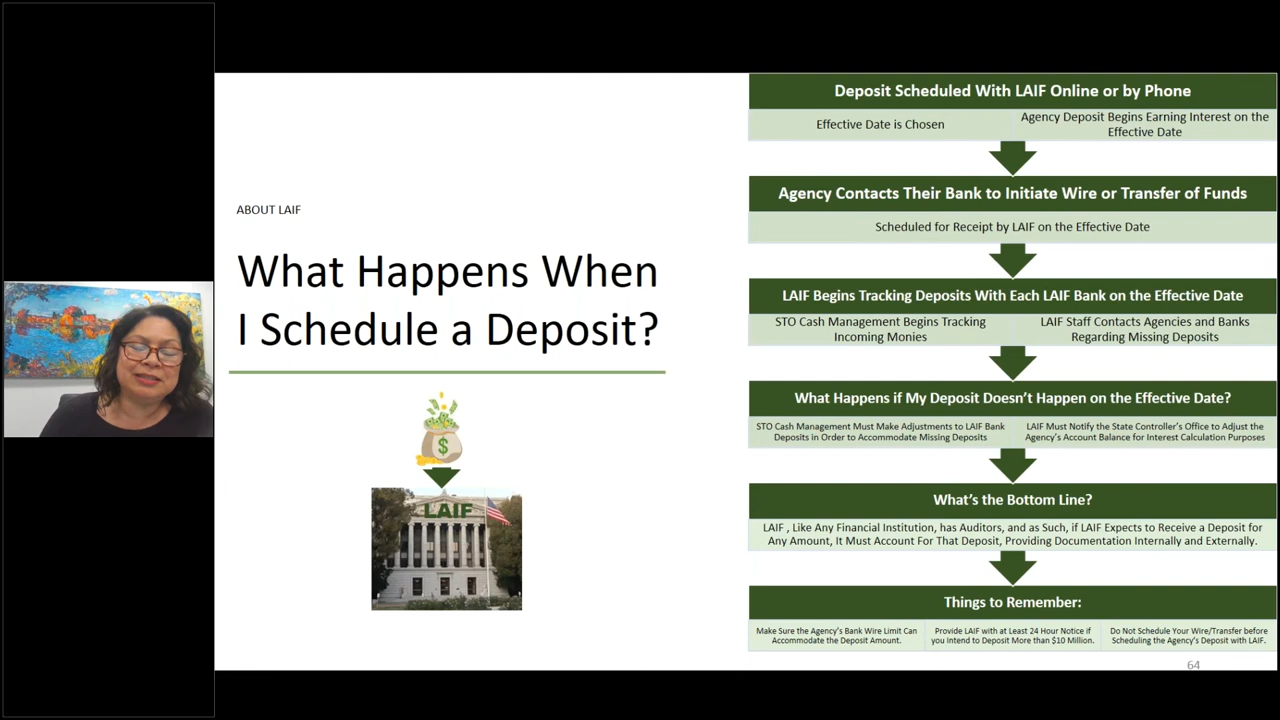 ABOUT LAIF
What Happens When
I Schedule a Deposit?
$
LAIF
Deposit Scheduled With LAIF Online or by Phone
Effective Date is Chosen
Agency Deposit Begins Earning Interest on the
Effective Date
Agency Contacts Their Bank to Initiate Wire or Transfer of Funds
Scheduled for Receipt by LAIF on the Effective Date
LAIF Begins Tracking Deposits With Each LAIF Bank on the Effective Date
STO Cash Management Begins Tracking
Incoming Monies
LAIF Staff Contacts Agencies and Banks
Regarding Missing Deposits
What Happens if My Deposit Doesn't Happen on the Effective Date?
STO Cash Management Must Make Adjustments to LAIF Bank
Deposits in Order to Accommodate Missing Deposits
LAIF Must Notify the State Controller's Office to Adjust the
Agency's Account Balance for Interest Calculation Purposes
What's the Bottom Line?
LAIF , Like Any Financial Institution, has Auditors, and as Such, if LAIF Expects to Receive a Deposit for
Any Amount, It Must Account For That Deposit, Providing Documentation Internally and Externally.
Things to Remember:
Make Sure the Agency's Bank Wire Limit Can
Accommodate the Deposit Amount.
Provide LAIF with at Least 24 Hour Notice if
you Intend to Deposit More than $10 Million.
Do Not Schedule Your Wire/Transfer before
Scheduling the Agency's Deposit with LAIF.
64